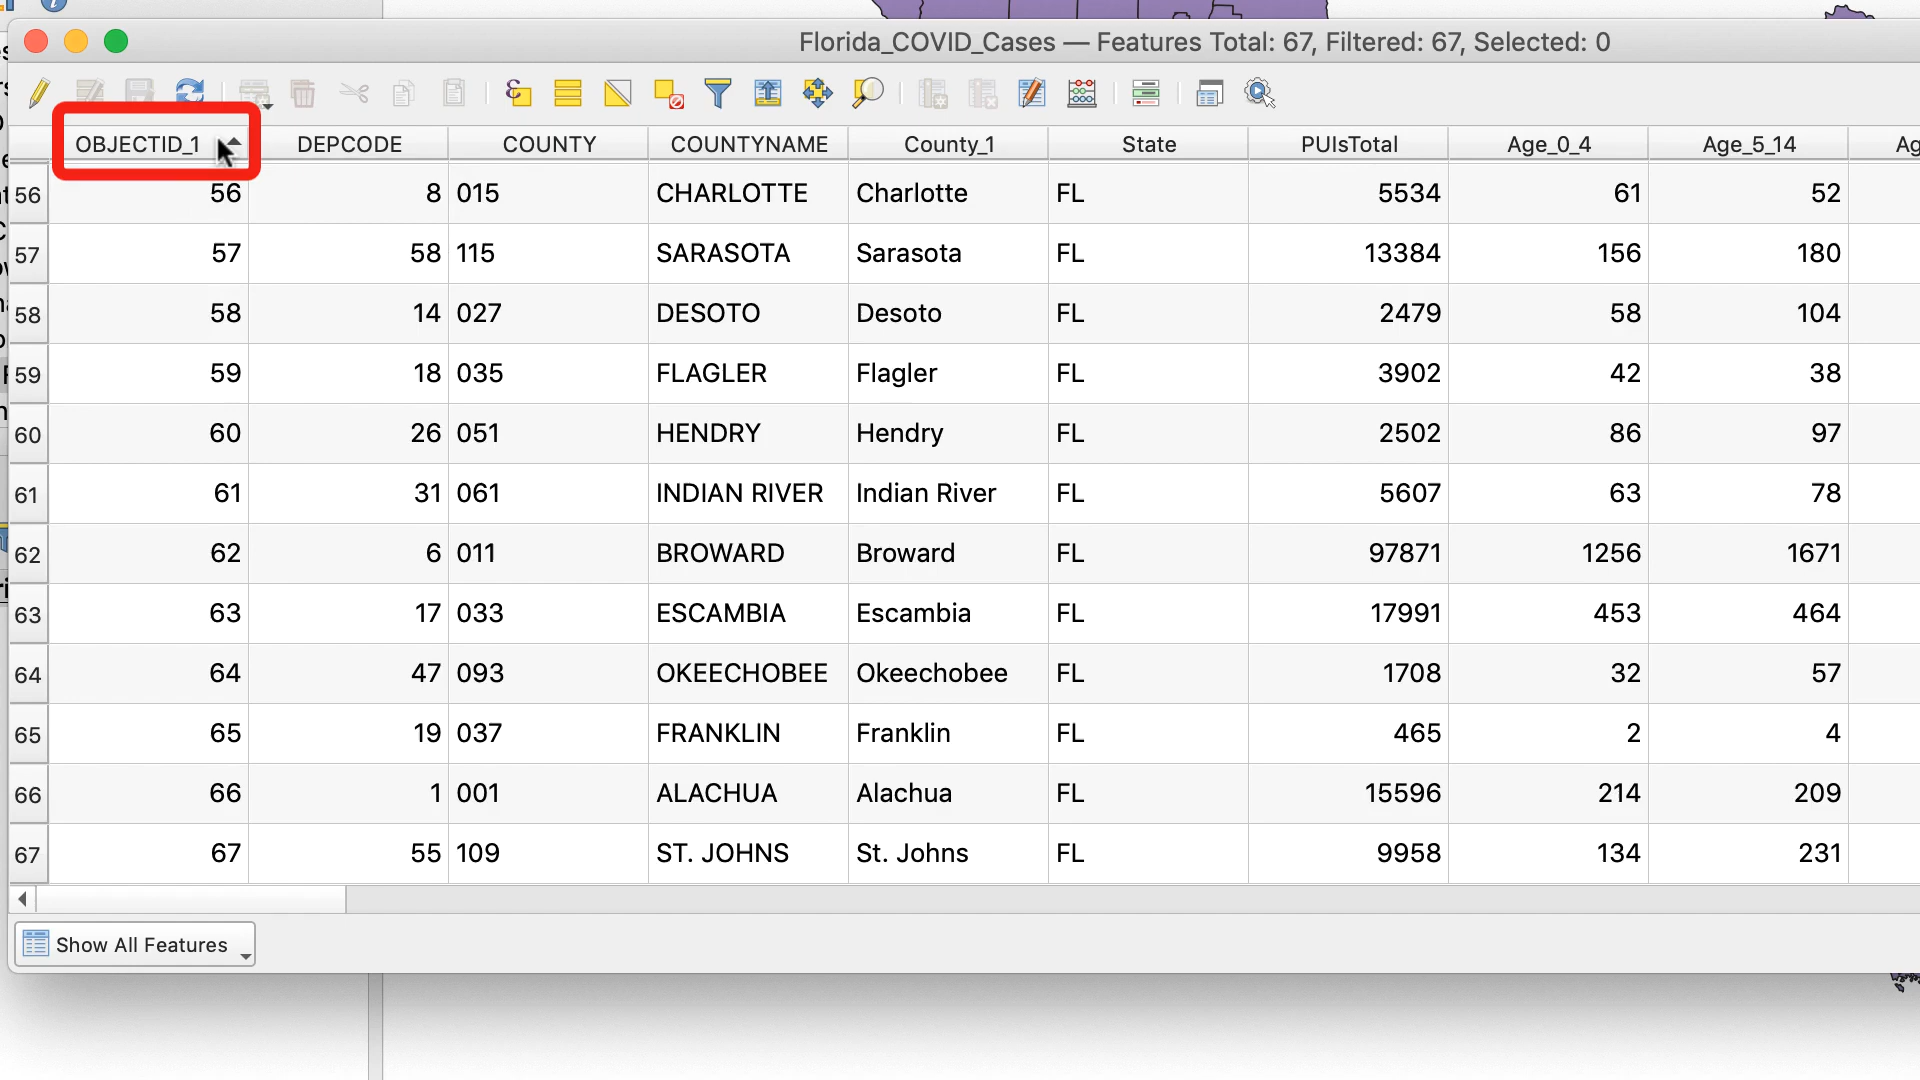 Florida_COVID_Cases — Features Total: 67, Filtered: 67, Selected: 0
OBJECTID_1 DEPCODE COUNTY COUNTYNAME County_1 State PUIsTotal Age_0_4 Age_5_14 Ag
56 56 8 015 CHARLOTTE Charlotte FL 5534 61 52
57 57 58 115 SARASOTA Sarasota FL 13384 156 180
58 58 14 027 DESOTO Desoto FL 2479 58 104
59 59 18 035 FLAGLER Flagler FL 3902 42 38
60 60 26 051 HENDRY Hendry FL 2502 86 97
61 61 31 061 INDIAN RIVER Indian River FL 5607 63 78
62 62 6 011 BROWARD Broward FL 97871 1256 1671
63 63 17 033 ESCAMBIA Escambia FL 17991 453 464
64 64 47 093 OKEECHOBEE Okeechobee FL 1708 32 57
65 65 19 037 FRANKLIN Franklin FL 465 2 4
66 66 1 001 ALACHUA Alachua FL 15596 214 209
67 67 55 109 ST. JOHNS St. Johns FL 9958 134 231
Show All Features